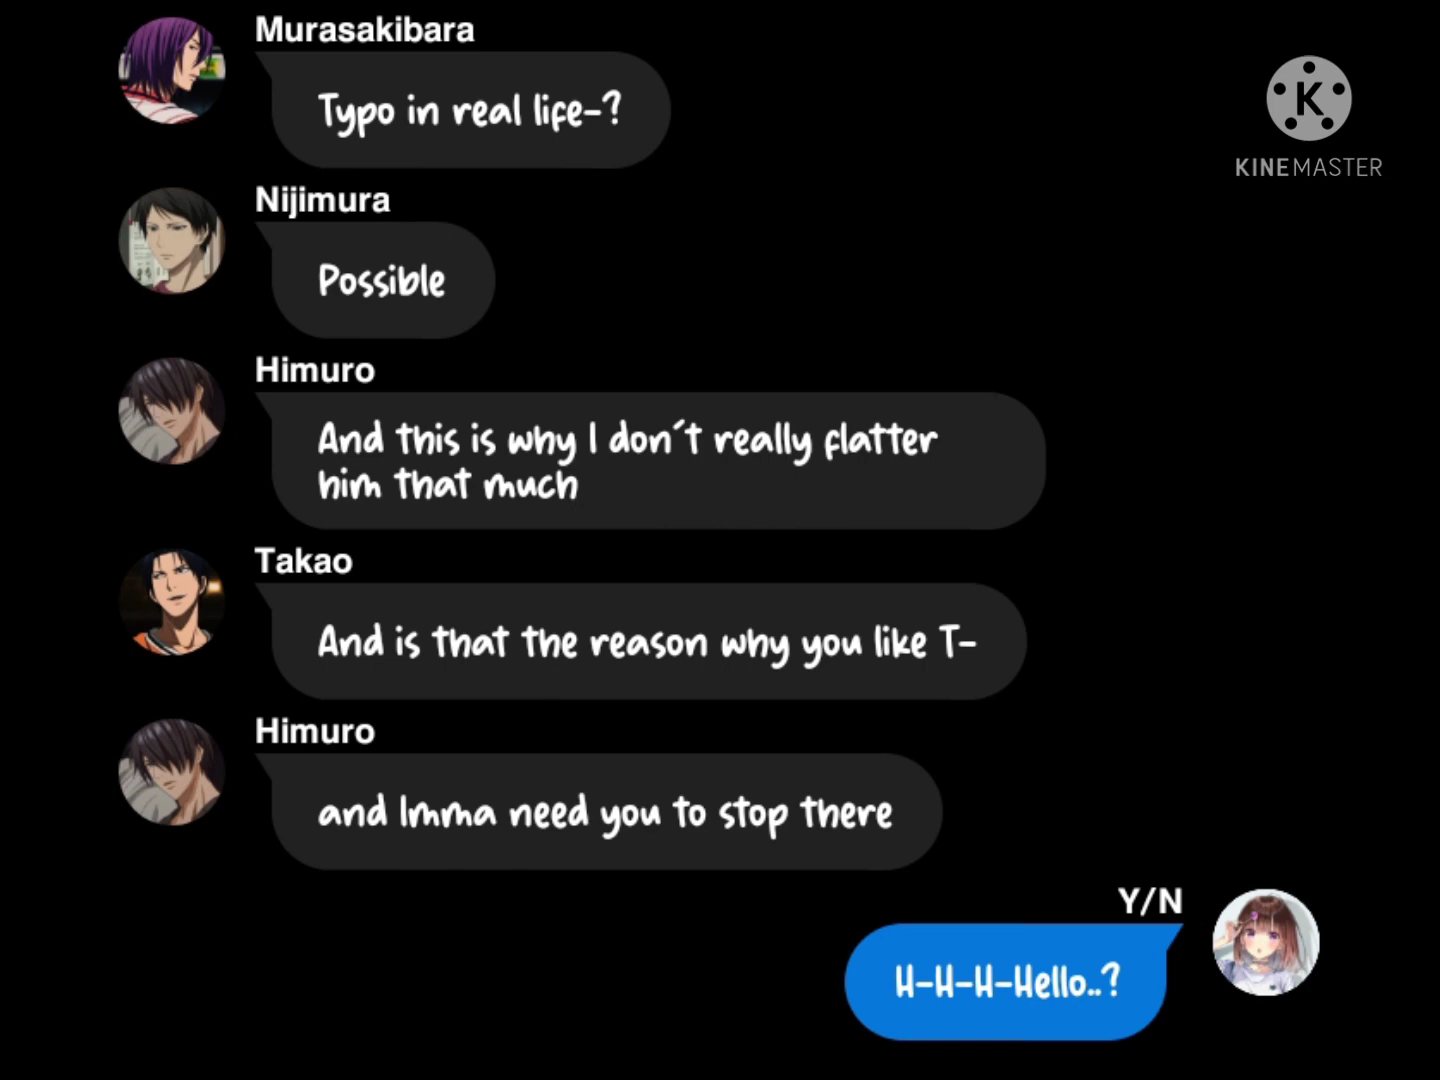 Murasakibara
Typo in real life-?
KINEMASTER
Nijimura
Possible
Himuro
And this is why I don´t really flatter
him that much
Takao
And is that the reason why you like T-
Himuro
and Imma need you to stop there
Y/N
H-H-H-Hello..?